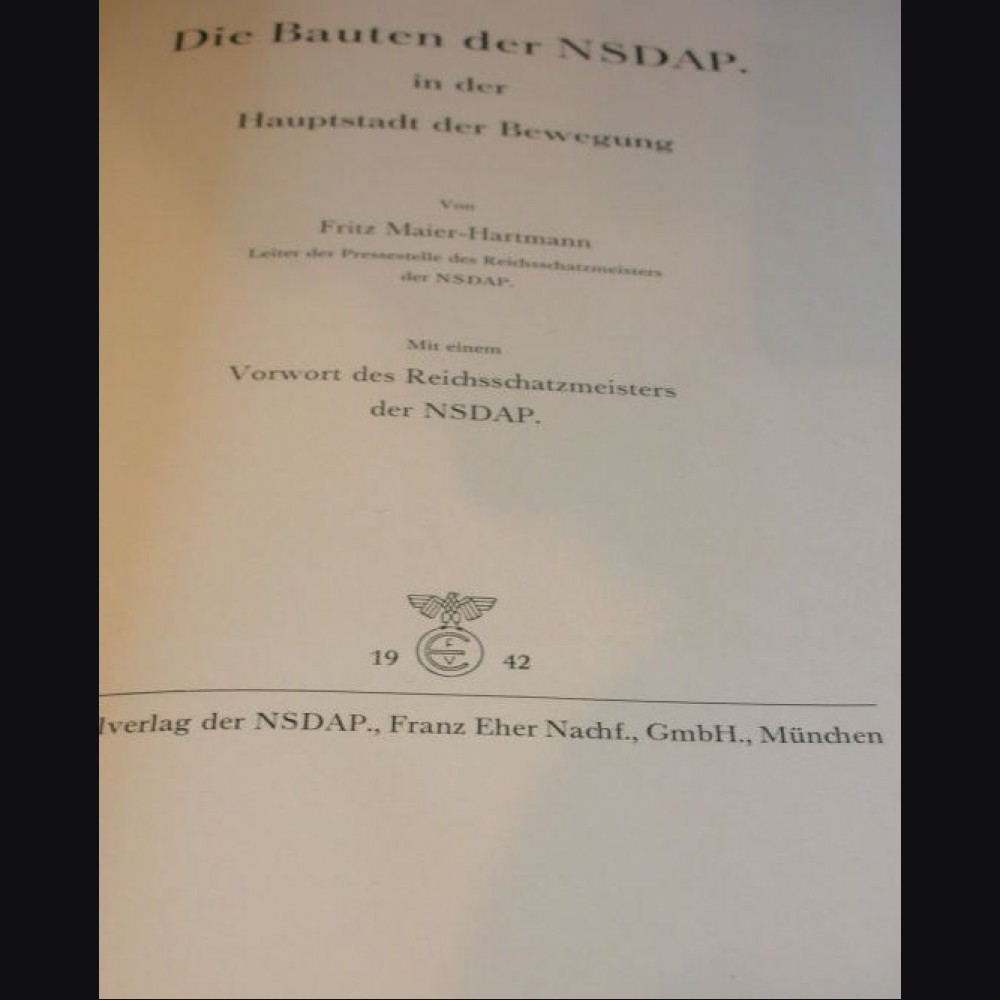 Die Bauten der NSDAP.
in der
Hauptstadt der Bewegung
Von
Fritz Maier-Hartmann
Leiter der Pressestelle des Reichsschatzmeisters
der NSDAP.
Mit einem
Vorwort des Reichsschatzmeisters
der NSDAP.
19 FEV 42
lverlag der NSDAP., Franz Eher Nachf., GmbH., München